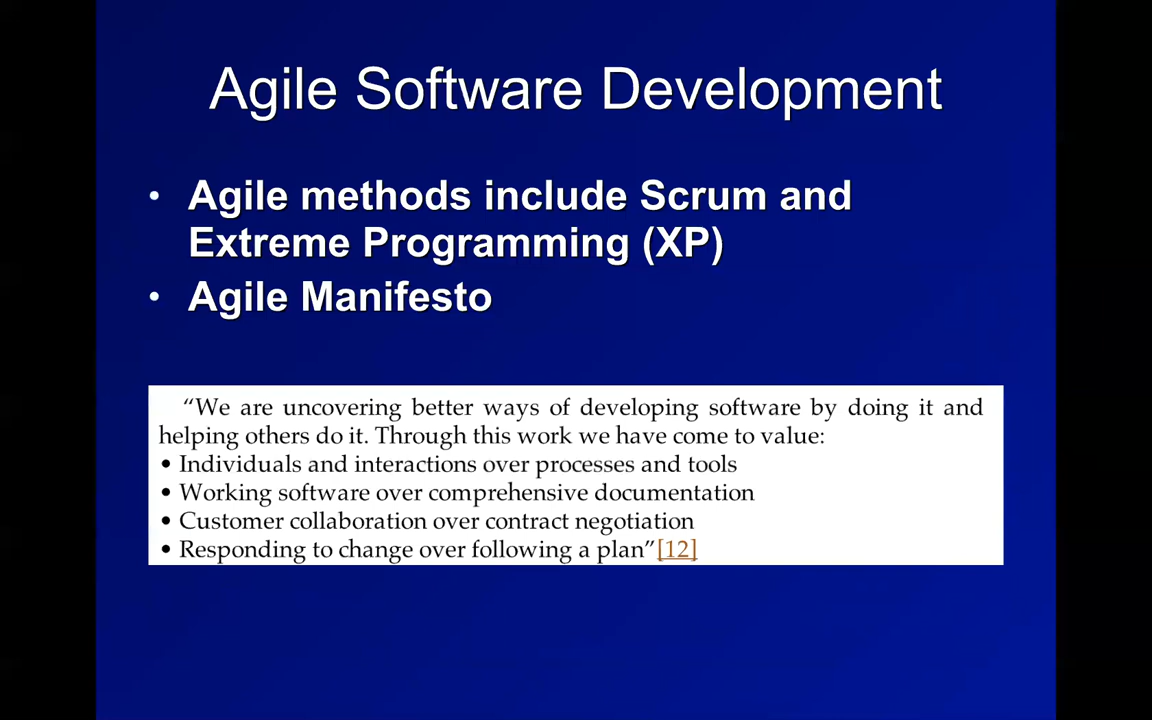 Agile Software Development
• Agile methods include Scrum and
Extreme Programming (XP)
• Agile Manifesto
“We are uncovering better ways of developing software by doing it and
helping others do it. Through this work we have come to value:
• Individuals and interactions over processes and tools
• Working software over comprehensive documentation
• Customer collaboration over contract negotiation
• Responding to change over following a plan”[12]